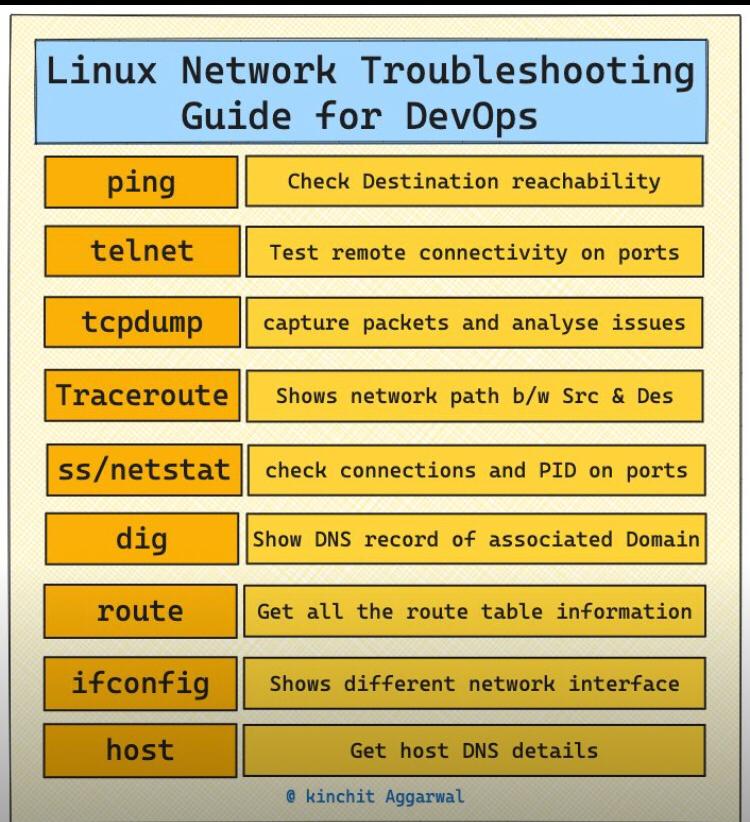 Linux Network Troubleshooting
Guide for DevOps
ping
Check Destination reachability
telnet
Test remote connectivity on ports
tcpdump
capture packets and analyse issues
Traceroute
Shows network path b/w Src & Des
ss/netstat
check connections and PID on ports
dig
Show DNS record of associated Domain
route
Get all the route table information
ifconfig
Shows different network interface
host
Get host DNS details
@ kinchit Aggarwal